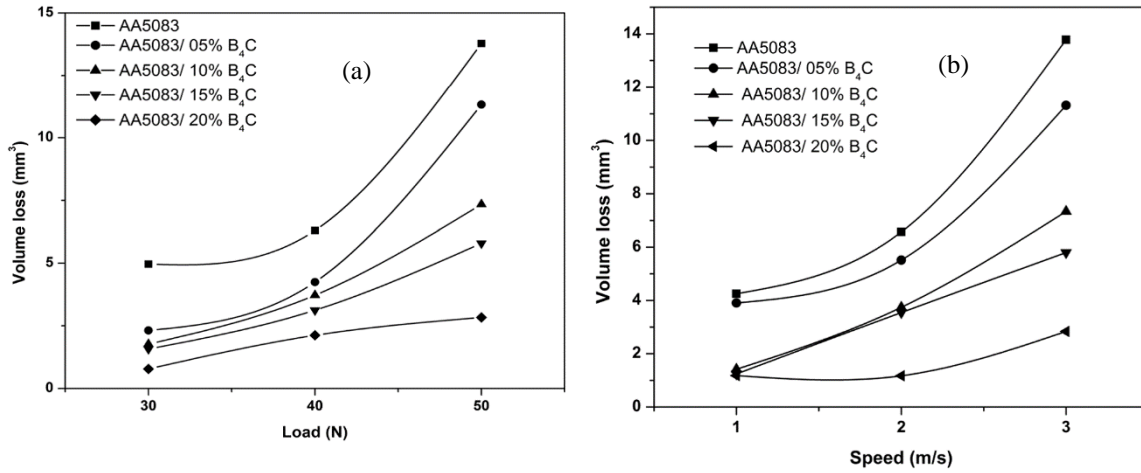 15
10
5
0
AA5083
AA5083/ 05% B₄C
AA5083/ 10% B₄C
AA5083/ 15% B₄C
AA5083/ 20% B₄C
(a)
Volume loss (mm³)
30
40
50
Load (N)
14
12
10
8
6
4
2
0
AA5083
AA5083/ 05% B₄C
AA5083/ 10% B₄C
AA5083/ 15% B₄C
AA5083/ 20% B₄C
(b)
Volume loss (mm³)
1
2
3
Speed (m/s)